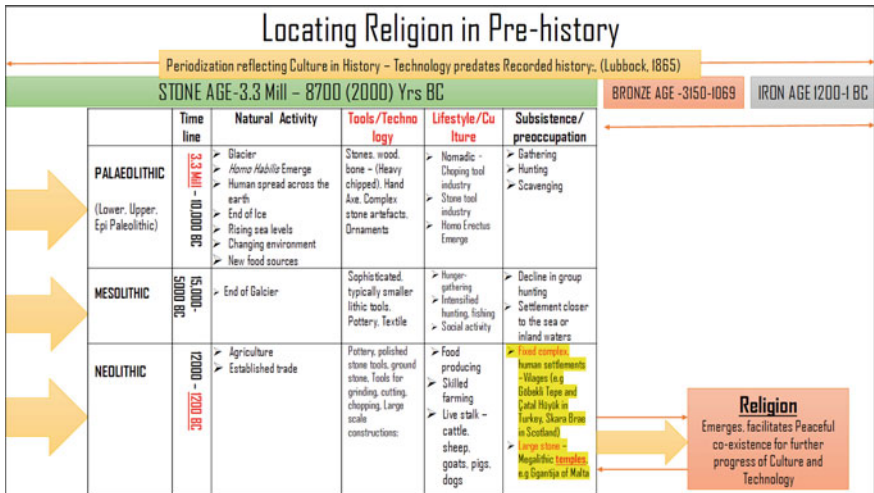 Locating Religion in Pre-history
Periodization reflecting Culture in History – Technology predates Recorded history:, (Lubbock, 1865)
STONE AGE-3.3 Mill – 8700 (2000) Yrs BC
BRONZE AGE -3150-1069
IRON AGE 1200-1 BC
Time
line
Natural Activity
Tools/Techno
logy
Lifestyle/Cu
lture
Subsistence/
preoccupation
PALAEOLITHIC
(Lower, Upper,
Epi Paleolithic)
3.3 Mill – 10,000 BC
➢ Glacier
➢ Homo Habilis Emerge
➢ Human spread across the
earth
➢ End of Ice
➢ Rising sea levels
➢ Changing environment
➢ New food sources
Stones, wood,
bone – (Heavy
chipped), Hand
Axe, Complex
stone artefacts,
Ornaments
➢ Nomadic -
Choping tool
industry
➢ Stone tool
industry
➢ Homo Erectus
Emerge
➢ Gathering
➢ Hunting
➢ Scavenging
MESOLITHIC
15,000-
5000 BC
➢ End of Galcier
Sophisticated,
typically smaller
lithic tools,
Pottery, Textile
➢ Hunger-
gathering
➢ Intensified
hunting, fishing
➢ Social activity
➢ Decline in group
hunting
➢ Settlement closer
to the sea or
inland waters
NEOLITHIC
12000 – 1200 BC
➢ Agriculture
➢ Established trade
Pottery, polished
stone tools, ground
stone, Tools for
grinding, cutting,
chopping, Large
scale
constructions:
➢ Food
producing
➢ Skilled
farming
➢ Live stalk –
cattle,
sheep,
goats, pigs,
dogs
➢ Fixed complex,
human settlements
- Vilages (e.g
Göbekli Tepe and
Çatal Höyük in
Turkey, Skara Brae
in Scotland)
➢ Large stone –
Megalithic temples,
e.g Ggantija of Malta
Religion
Emerges, facilitates Peaceful
co-existence for further
progress of Culture and
Technology